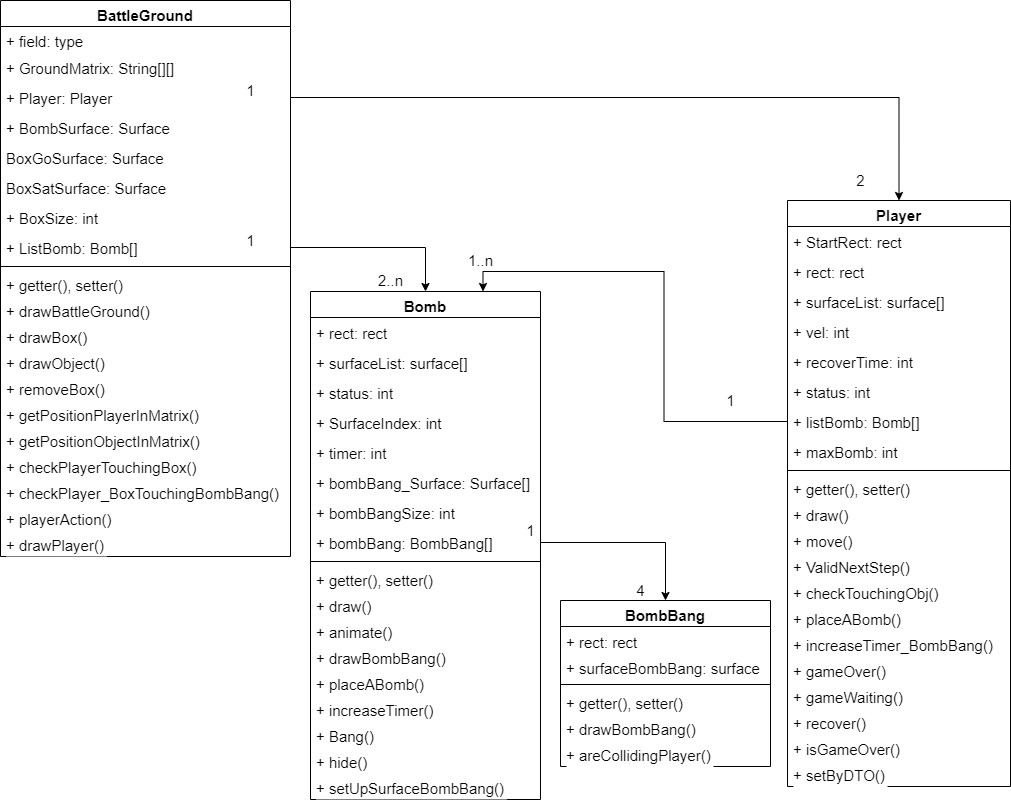 BattleGround
+ field: type
+ GroundMatrix: String[][]
+ Player: Player
+ BombSurface: Surface
BoxGoSurface: Surface
BoxSatSurface: Surface
+ BoxSize: int
+ ListBomb: Bomb[]
+ getter(), setter()
+ drawBattleGround()
+ drawBox()
+ drawObject()
+ removeBox()
+ getPositionPlayerInMatrix()
+ getPositionObjectInMatrix()
+ checkPlayerTouchingBox()
+ checkPlayer_BoxTouchingBombBang()
+ playerAction()
+ drawPlayer()
1
2
1
2..n
1..n
1
Bomb
+ rect: rect
+ surfaceList: surface[]
+ status: int
+ SurfaceIndex: int
+ timer: int
+ bombBang_Surface: Surface[]
+ bombBangSize: int
+ bombBang: BombBang[]
+ getter(), setter()
+ draw()
+ animate()
+ drawBombBang()
+ placeABomb()
+ increaseTimer()
+ Bang()
+ hide()
+ setUpSurfaceBombBang()
1
4
BombBang
+ rect: rect
+ surfaceBombBang: surface
+ getter(), setter()
+ drawBombBang()
+ areCollidingPlayer()
Player
+ StartRect: rect
+ rect: rect
+ surfaceList: surface[]
+ vel: int
+ recoverTime: int
+ status: int
+ listBomb: Bomb[]
+ maxBomb: int
+ getter(), setter()
+ draw()
+ move()
+ ValidNextStep()
+ checkTouchingObj()
+ placeABomb()
+ increaseTimer_BombBang()
+ gameOver()
+ gameWaiting()
+ recover()
+ isGameOver()
+ setByDTO()